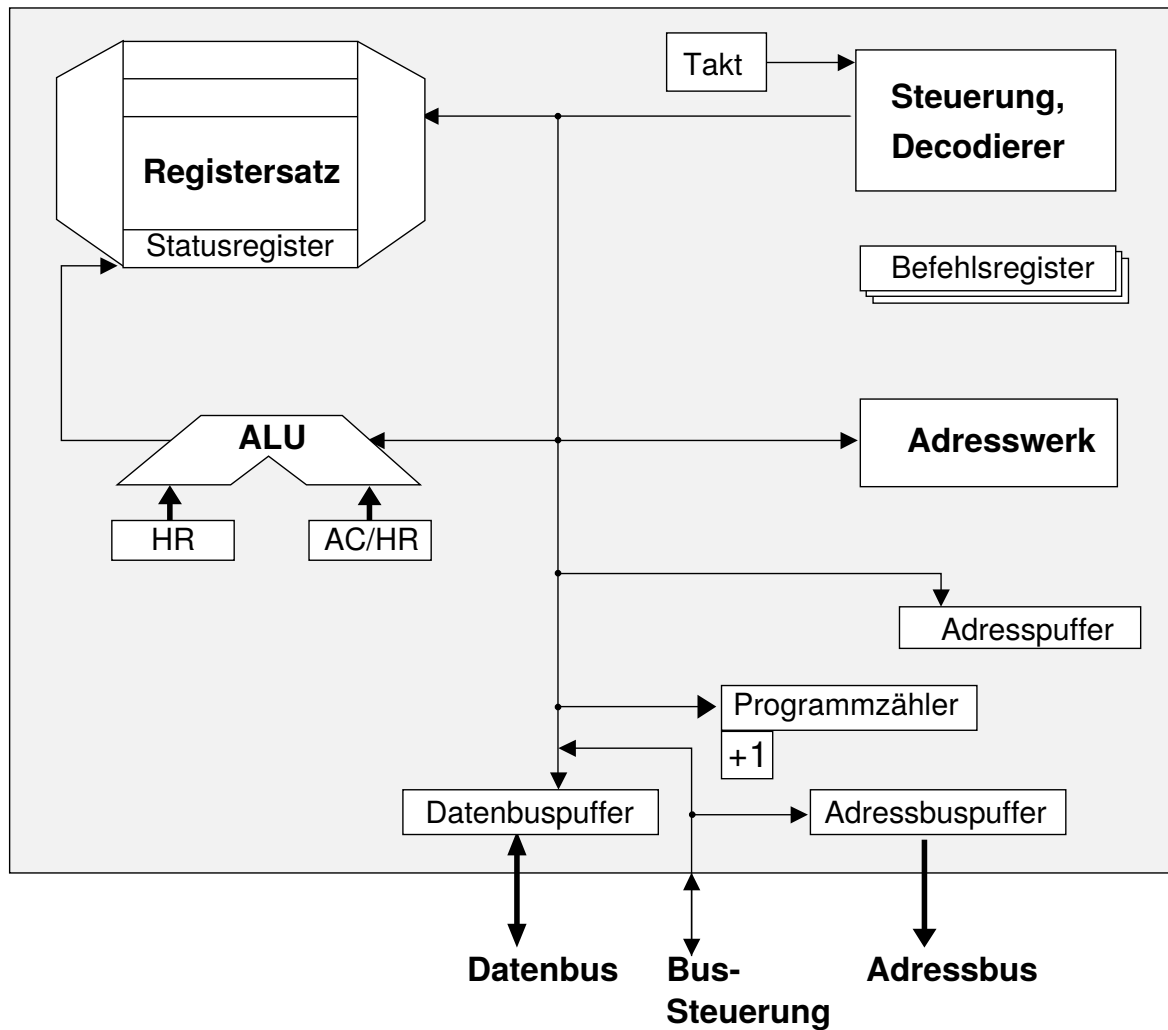 Takt
Steuerung,
Decodierer
Registersatz
Statusregister
Befehlsregister
ALU
Adresswerk
HR
AC/HR
Adresspuffer
Programmzähler
+1
Datenbuspuffer
Adressbuspuffer
Datenbus
Bus-
Steuerung
Adressbus